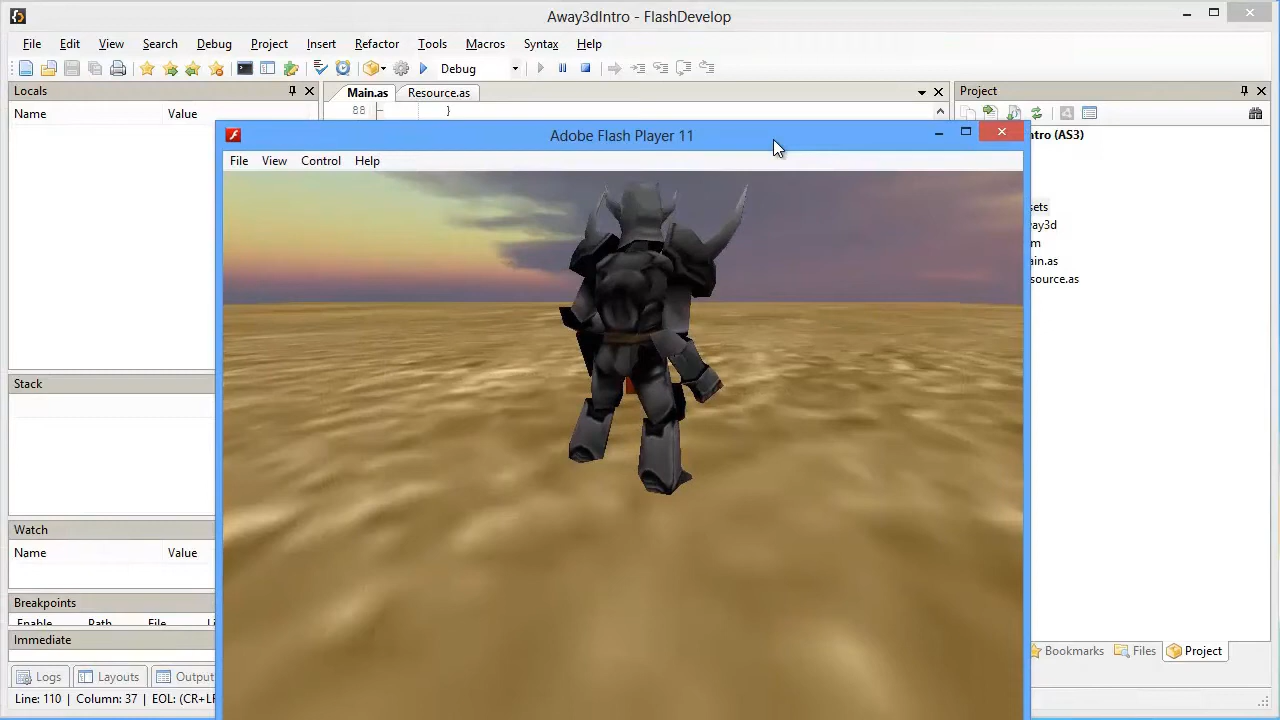 Away3dIntro - FlashDevelop
File Edit View Search Debug Project Insert Refactor Tools Macros Syntax Help
Debug
Locals
Main.as Resource.as
Project
Name Value
88 }
Adobe Flash Player 11
ntro (AS3)
File View Control Help
sets
vay3d
m
ain.as
source.as
Stack
Watch
Name Value
Breakpoints
Enable Path File Li
Immediate
Bookmarks Files Project
Logs Layouts Output
Line: 110 | Column: 37 | EOL: (CR+LF